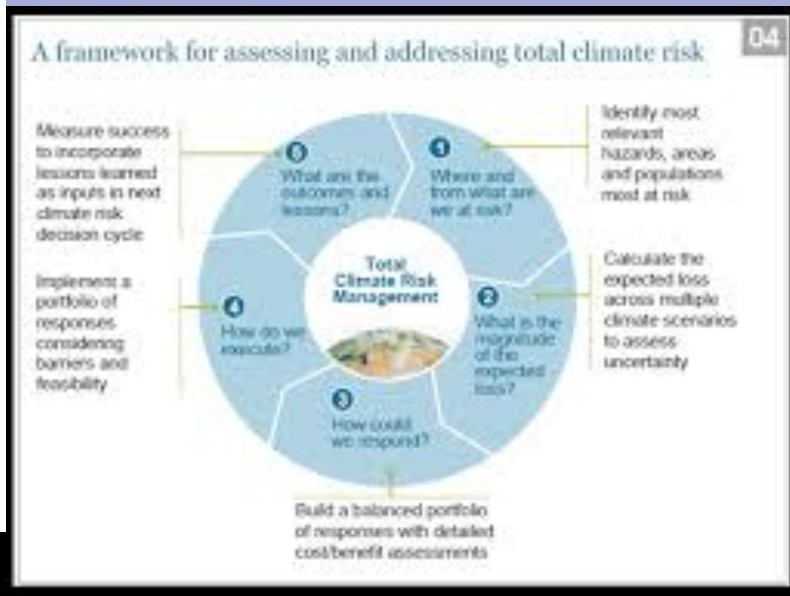 A framework for assessing and addressing total climate risk
04
Measure success
to incorporate
lessons learned
as inputs in next
climate risk
decision cycle
5
What are the
outcomes and
lessons?
1
Where and
from what are
we at risk?
Identify most
relevant
hazards, areas
and populations
most at risk
Total
Climate Risk
Management
2
What is the
magnitude
of the
expected
loss?
Calculate the
expected loss
across multiple
climate scenarios
to assess
uncertainty
Implement a
portfolio of
responses
considering
barriers and
feasibility
4
How do we
execute?
3
How could
we respond?
Build a balanced portfolio
of responses with detailed
cost/benefit assessments